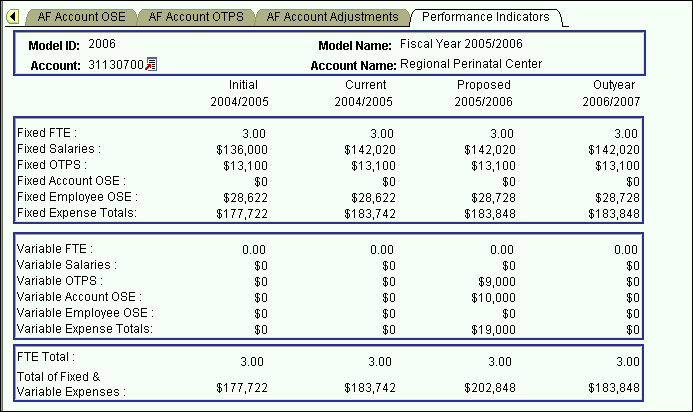 AF Account OSE AF Account OTPS AF Account Adjustments Performance Indicators
Model ID: 2006 Model Name: Fiscal Year 2005/2006
Account: 31130700 Account Name: Regional Perinatal Center
Initial Current Proposed Outyear
2004/2005 2004/2005 2005/2006 2006/2007
Fixed FTE : 3.00 3.00 3.00 3.00
Fixed Salaries : $136,000 $142,020 $142,020 $142,020
Fixed OTPS : $13,100 $13,100 $13,100 $13,100
Fixed Account OSE : $0 $0 $0 $0
Fixed Employee OSE : $28,622 $28,622 $28,728 $28,728
Fixed Expense Totals: $177,722 $183,742 $183,848 $183,848
Variable FTE : 0.00 0.00 0.00 0.00
Variable Salaries : $0 $0 $0 $0
Variable OTPS : $0 $0 $9,000 $0
Variable Account OSE : $0 $0 $10,000 $0
Variable Employee OSE : $0 $0 $0 $0
Variable Expense Totals: $0 $0 $19,000 $0
FTE Total : 3.00 3.00 3.00 3.00
Total of Fixed &
Variable Expenses : $177,722 $183,742 $202,848 $183,848